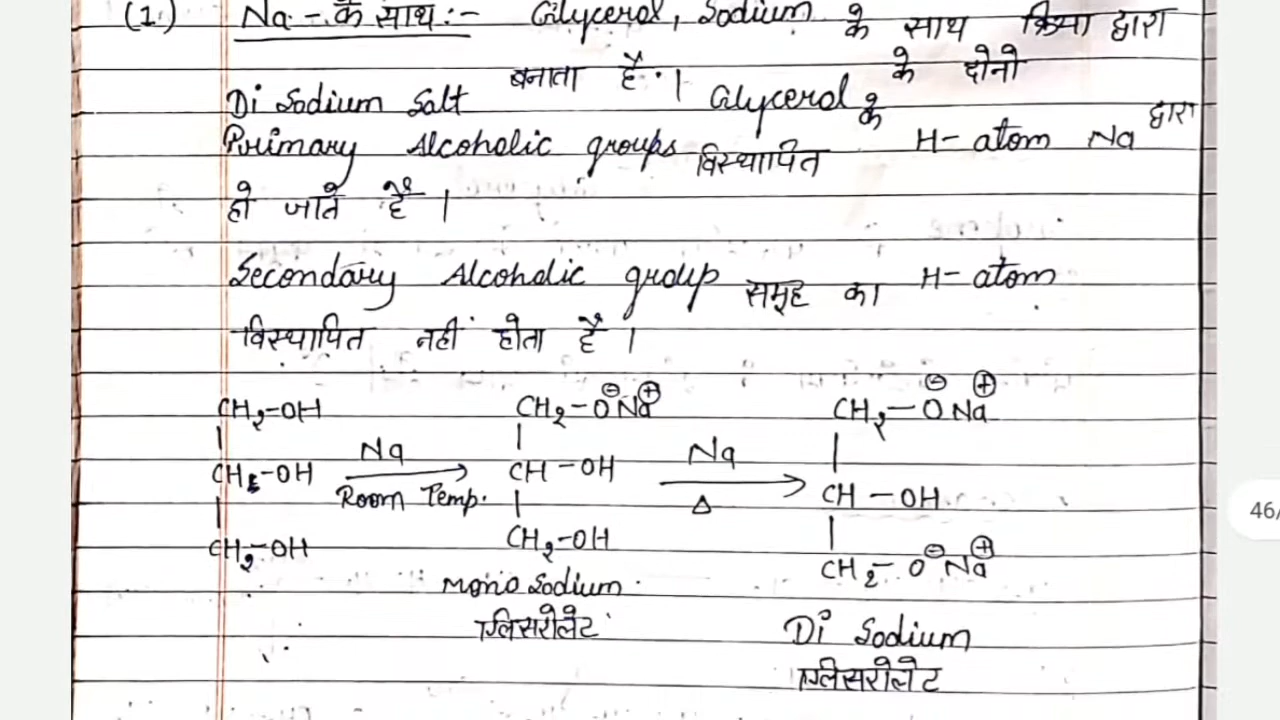 (1.) Na - के साथ :- Glycerol, Sodium के साथ क्रिया द्वारा
Di Sodium Salt बनाता है । Glycerol के के दोनो
Primary Alcoholic groups विस्थापित H-atom Na द्वारा
हो जाते हैं ।
Secondary Alcoholic group समूह का H-atom
विस्थापित नहीं होता है ।
CH₂-OH CH₂-O⊖Na⊕ CH₂-O⊖Na⊕
CH-OH Na Room Temp. CH-OH Na Δ CH-OH
CH₂-OH CH₂-OH CH₂-O⊖Na⊕
Mono Sodium ग्लिसरोलेट
Di Sodium ग्लिसरोलेट
46/